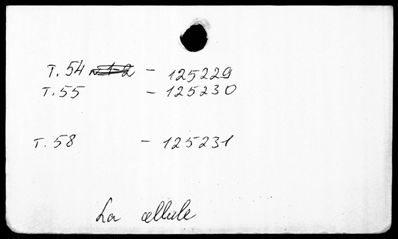 T. 54 - 125229
T. 55 - 125230
T. 58 - 125231
La cellule